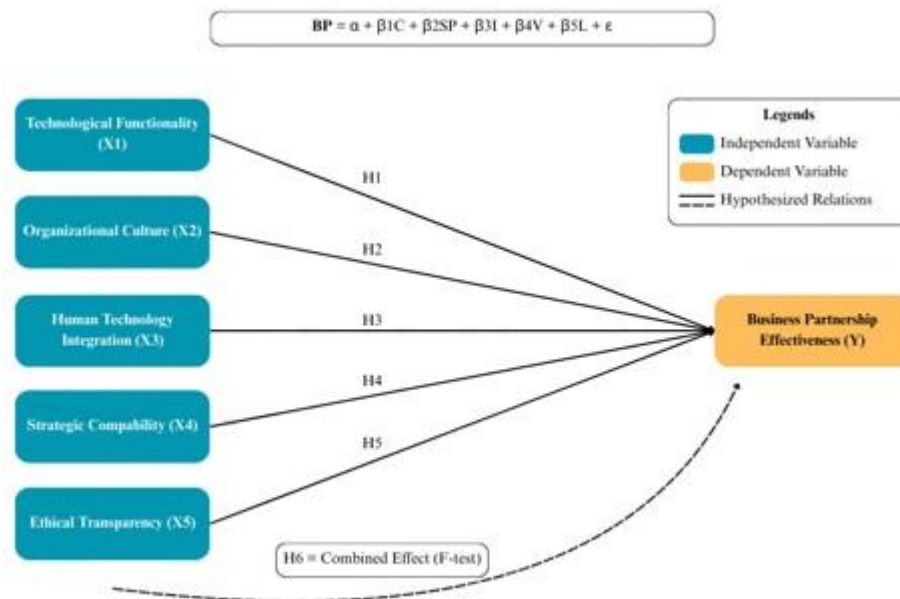 BP = α + β1C + β2SP + β3I + β4V + β5L + ε
Technological Functionality
(X1)
Organizational Culture (X2)
Human Technology
Integration (X3)
Strategic Compability (X4)
Ethical Transparency (X5)
H1
H2
H3
H4
H5
H6 = Combined Effect (F-test)
Legends
Independent Variable
Dependent Variable
Hypothesized Relations
Business Partnership
Effectiveness (Y)